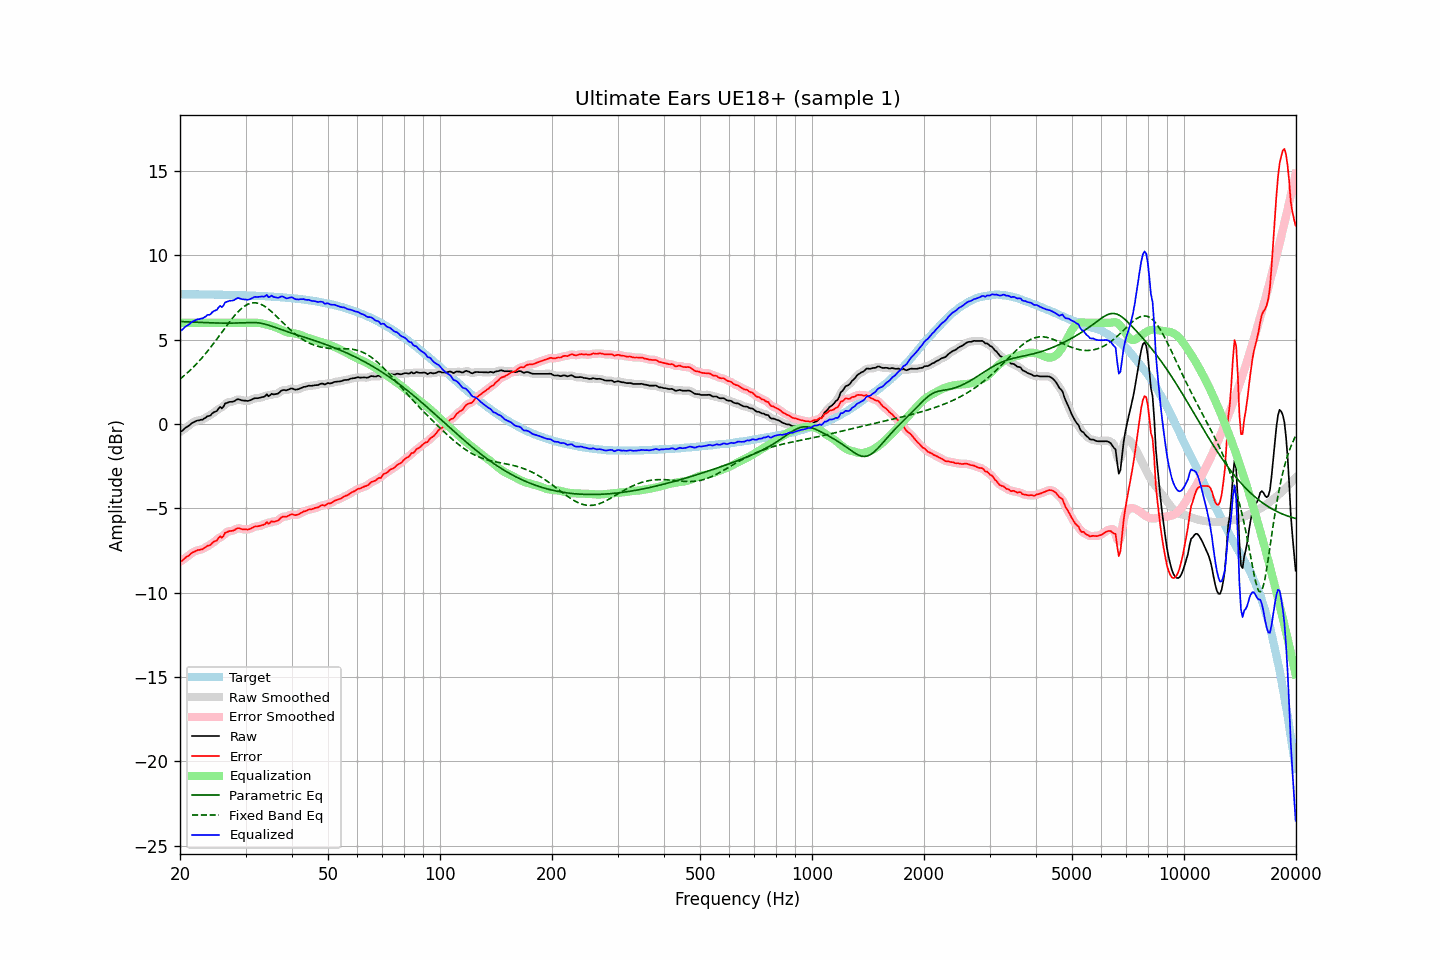 Ultimate Ears UE18+ (sample 1)
Amplitude (dBr)
15
10
5
0
−5
−10
−15
−20
−25
Target
Raw Smoothed
Error Smoothed
Raw
Error
Equalization
Parametric Eq
Fixed Band Eq
Equalized
20
50
100
200
500
1000
2000
5000
10000
20000
Frequency (Hz)